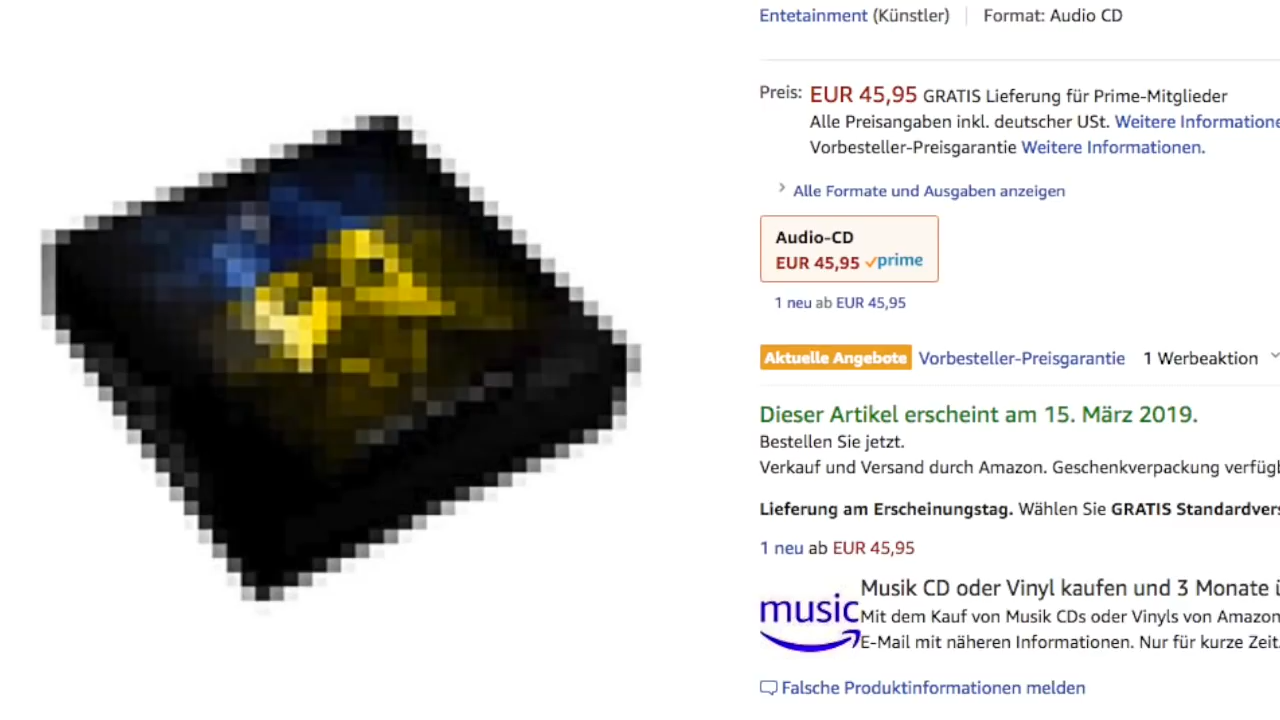 Entetainment (Künstler) | Format: Audio CD
Preis: EUR 45,95 GRATIS Lieferung für Prime-Mitglieder
Alle Preisangaben inkl. deutscher USt. Weitere Informatione
Vorbesteller-Preisgarantie Weitere Informationen.
Alle Formate und Ausgaben anzeigen
Audio-CD
EUR 45,95 prime
1 neu ab EUR 45,95
Aktuelle Angebote Vorbesteller-Preisgarantie 1 Werbeaktion
Dieser Artikel erscheint am 15. März 2019.
Bestellen Sie jetzt.
Verkauf und Versand durch Amazon. Geschenkverpackung verfügb
Lieferung am Erscheinungstag. Wählen Sie GRATIS Standardvers
1 neu ab EUR 45,95
Musik CD oder Vinyl kaufen und 3 Monate ü
music Mit dem Kauf von Musik CDs oder Vinyls von Amazon
E-Mail mit näheren Informationen. Nur für kurze Zeit.
Falsche Produktinformationen melden